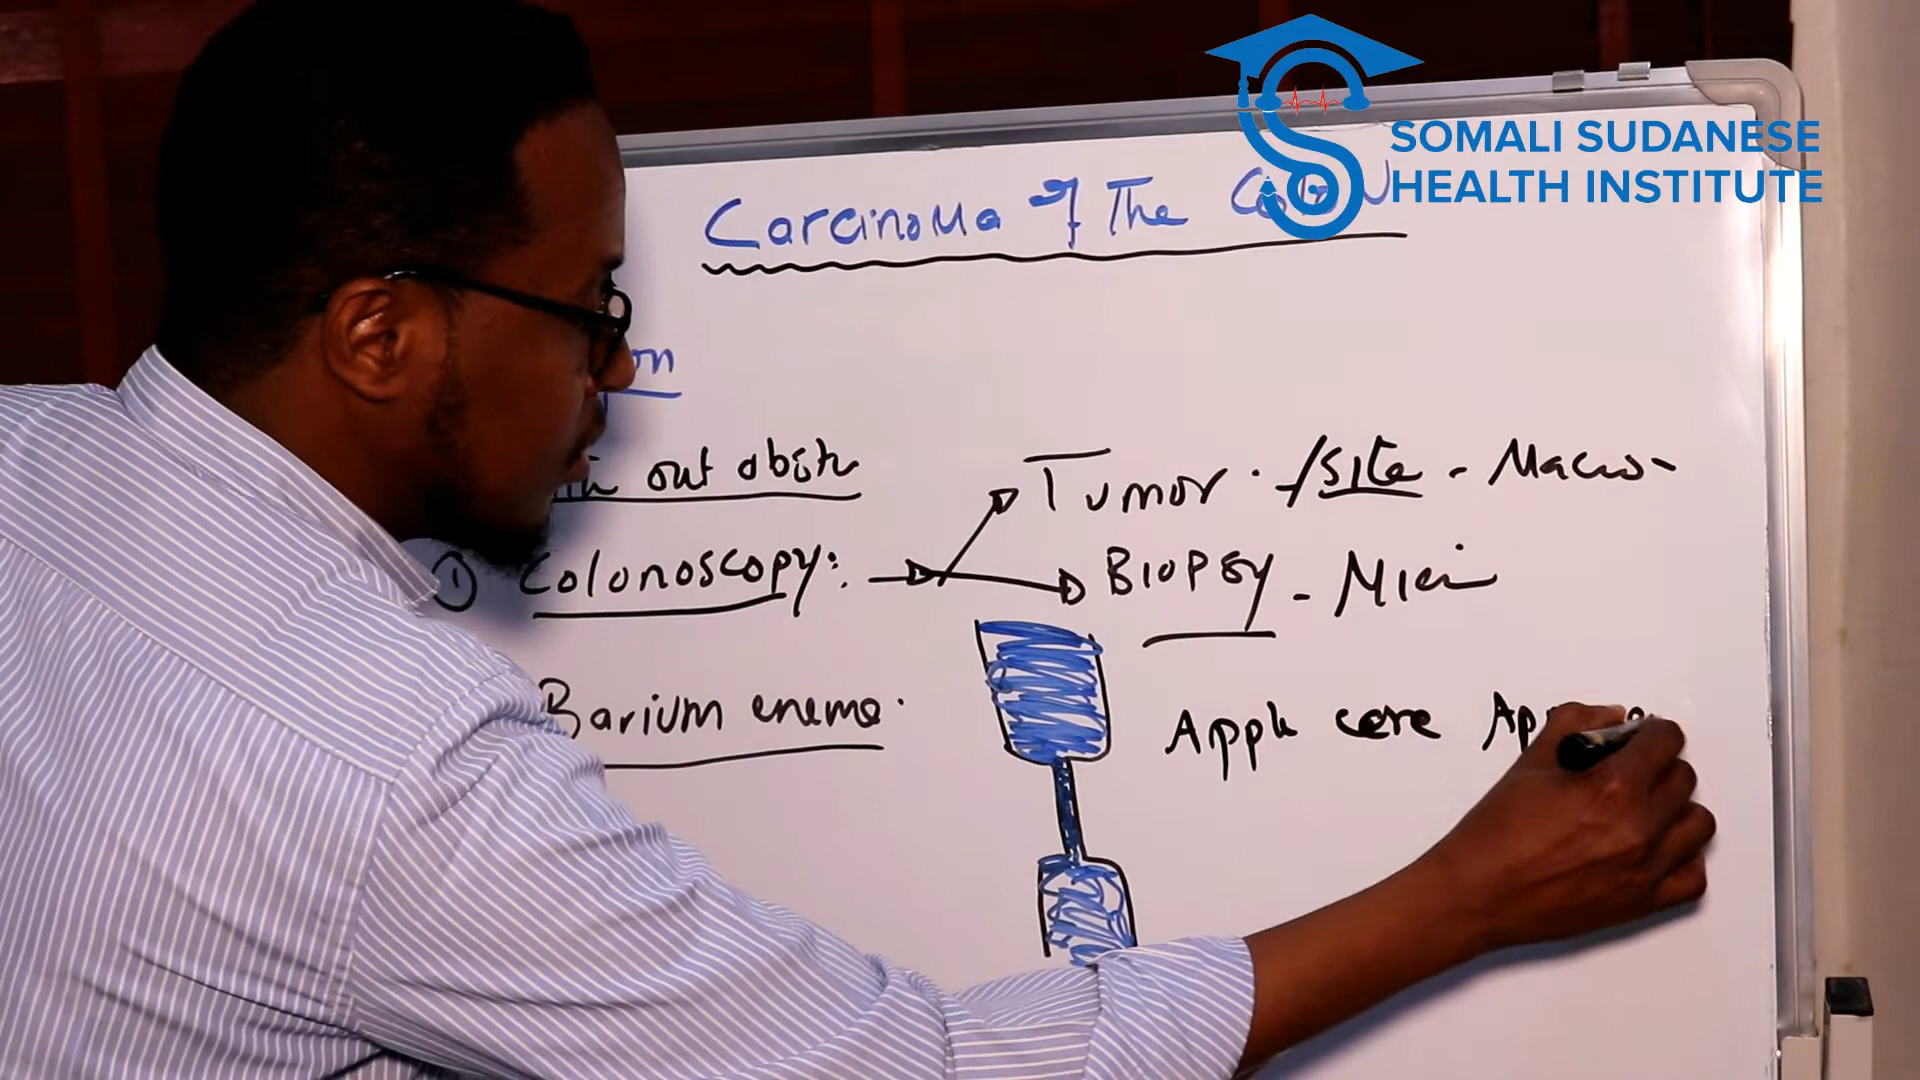 SOMALI SUDANESE
HEALTH INSTITUTE
Carcinoma of The Colon
out obstr
Tumor. /site - Macro-
① Colonoscopy:
Biopsy - Micr
Barium enema.
Apple core